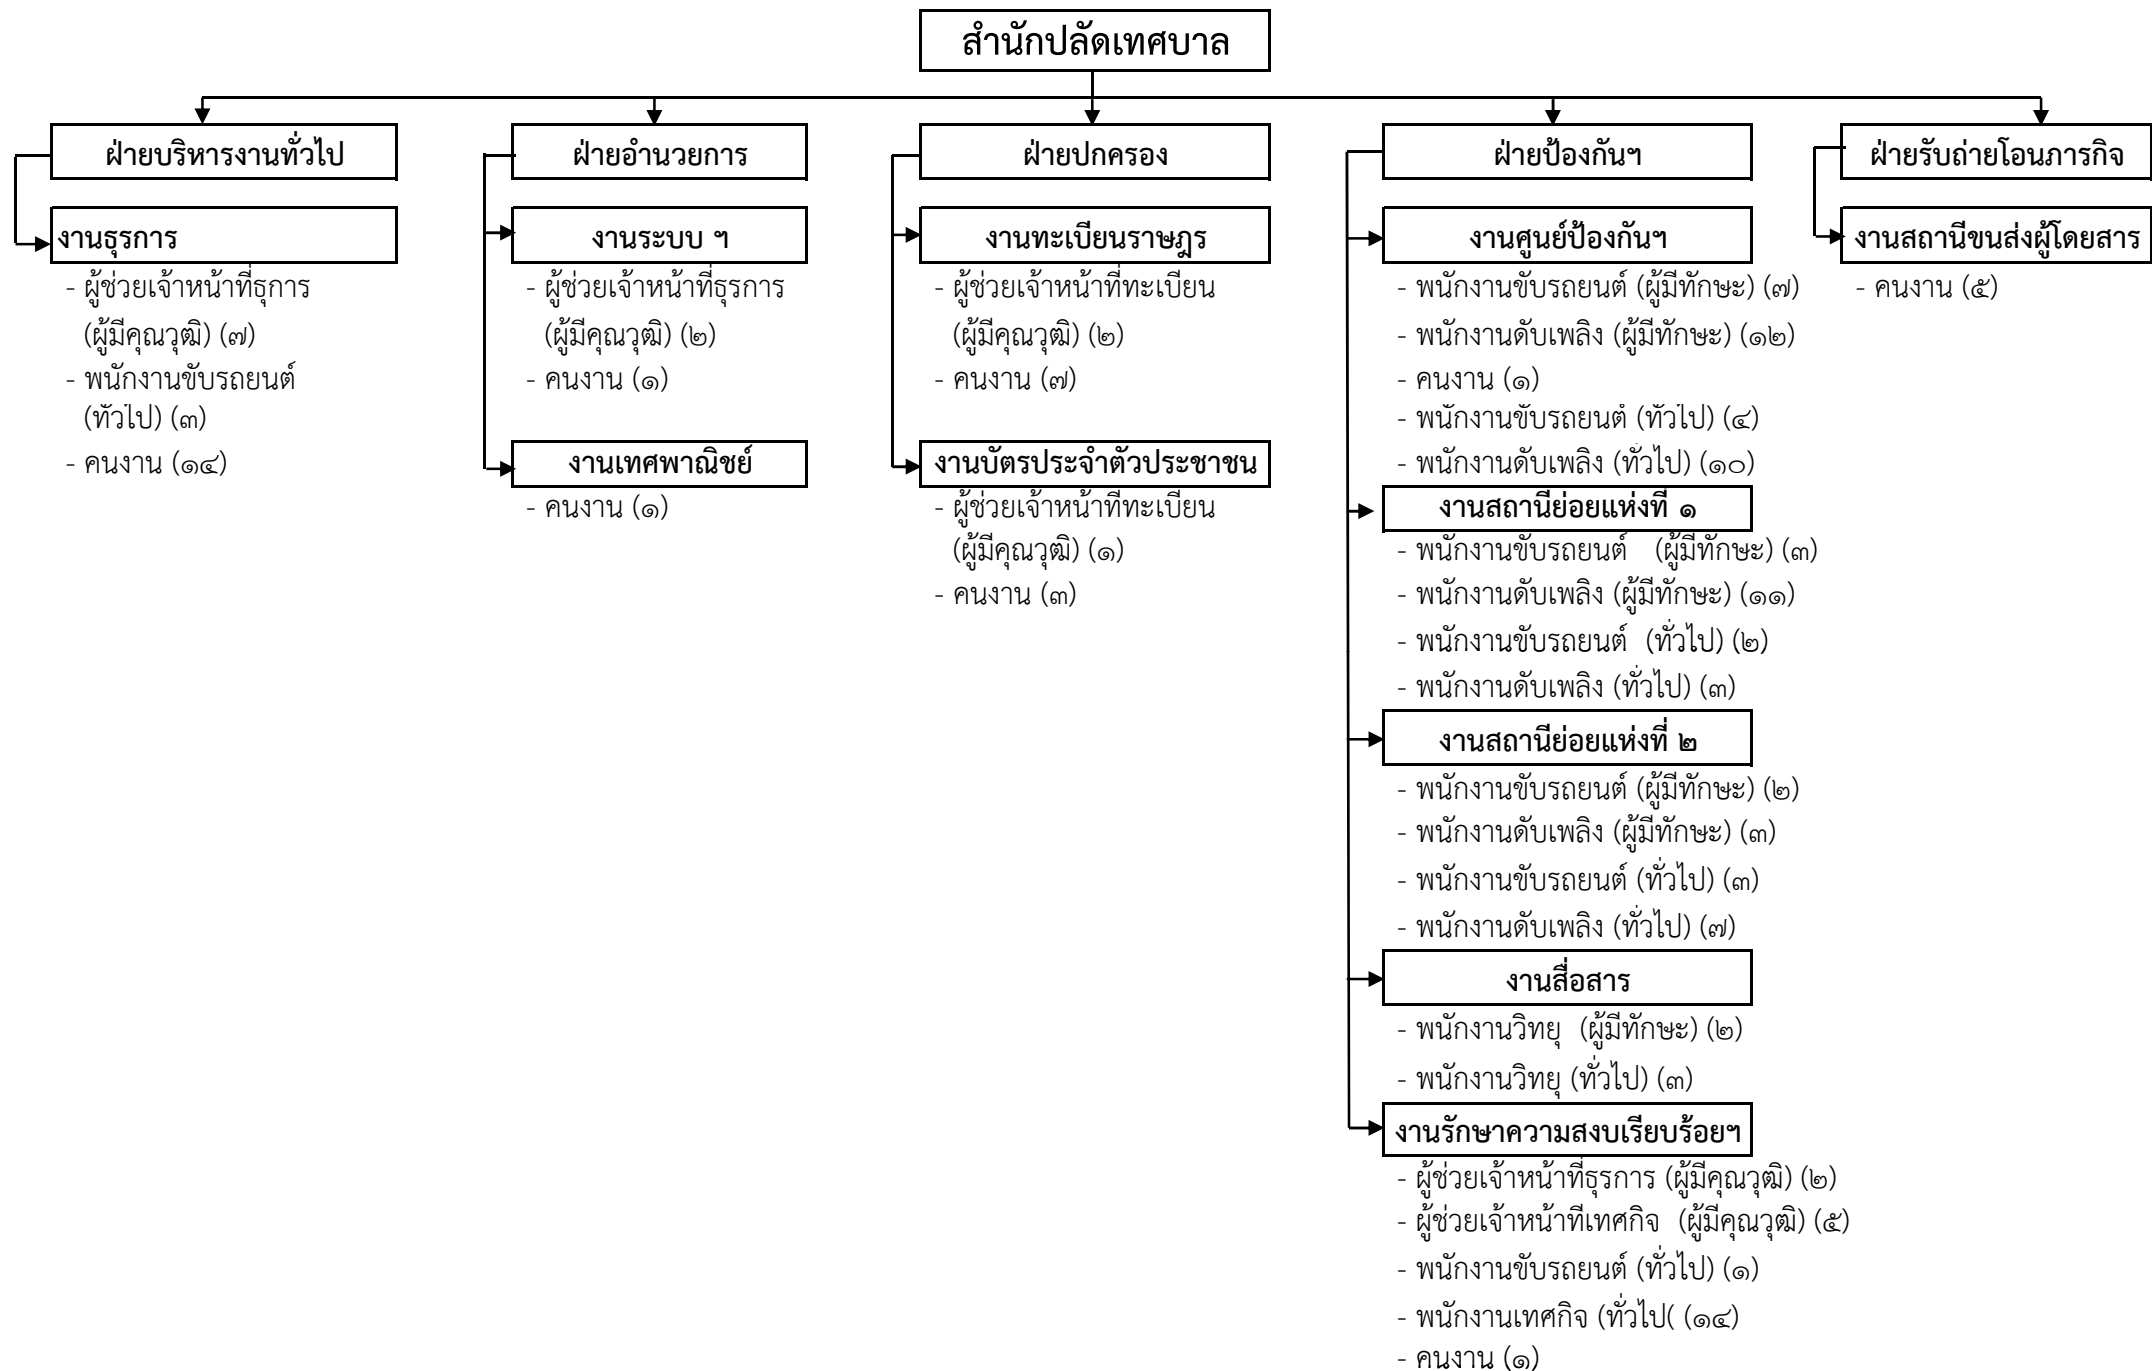 สำนักปลัดเทศบาล
ฝ่ายบริหารงานทั่วไป
งานธุรการ
- ผู้ช่วยเจ้าหน้าที่ธุการ
(ผู้มีคุณวุฒิ) (๗)
- พนักงานขับรถยนต์
(ทั่วไป) (๓)
- คนงาน (๑๔)
ฝ่ายอำนวยการ
งานระบบ ฯ
- ผู้ช่วยเจ้าหน้าที่ธุรการ
(ผู้มีคุณวุฒิ) (๒)
- คนงาน (๑)
งานเทศพาณิชย์
- คนงาน (๑)
ฝ่ายปกครอง
งานทะเบียนราษฎร
- ผู้ช่วยเจ้าหน้าที่ทะเบียน
(ผู้มีคุณวุฒิ) (๒)
- คนงาน (๗)
งานบัตรประจำตัวประชาชน
- ผู้ช่วยเจ้าหน้าที่ทะเบียน
(ผู้มีคุณวุฒิ) (๑)
- คนงาน (๓)
ฝ่ายป้องกันฯ
งานศูนย์ป้องกันฯ
- พนักงานขับรถยนต์ (ผู้มีทักษะ) (๗)
- พนักงานดับเพลิง (ผู้มีทักษะ) (๑๒)
- คนงาน (๑)
- พนักงานขับรถยนต์ (ทั่วไป) (๔)
- พนักงานดับเพลิง (ทั่วไป) (๑๐)
งานสถานีย่อยแห่งที่ ๑
- พนักงานขับรถยนต์ (ผู้มีทักษะ) (๓)
- พนักงานดับเพลิง (ผู้มีทักษะ) (๑๑)
- พนักงานขับรถยนต์ (ทั่วไป) (๒)
- พนักงานดับเพลิง (ทั่วไป) (๓)
งานสถานีย่อยแห่งที่ ๒
- พนักงานขับรถยนต์ (ผู้มีทักษะ) (๒)
- พนักงานดับเพลิง (ผู้มีทักษะ) (๓)
- พนักงานขับรถยนต์ (ทั่วไป) (๓)
- พนักงานดับเพลิง (ทั่วไป) (๗)
งานสื่อสาร
- พนักงานวิทยุ (ผู้มีทักษะ) (๒)
- พนักงานวิทยุ (ทั่วไป) (๓)
งานรักษาความสงบเรียบร้อยฯ
- ผู้ช่วยเจ้าหน้าที่ธุรการ (ผู้มีคุณวุฒิ) (๒)
- ผู้ช่วยเจ้าหน้าที่เทศกิจ (ผู้มีคุณวุฒิ) (๕)
- พนักงานขับรถยนต์ (ทั่วไป) (๑)
- พนักงานเทศกิจ (ทั่วไป( (๑๔)
- คนงาน (๑)
ฝ่ายรับถ่ายโอนภารกิจ
งานสถานีขนส่งผู้โดยสาร
- คนงาน (๕)